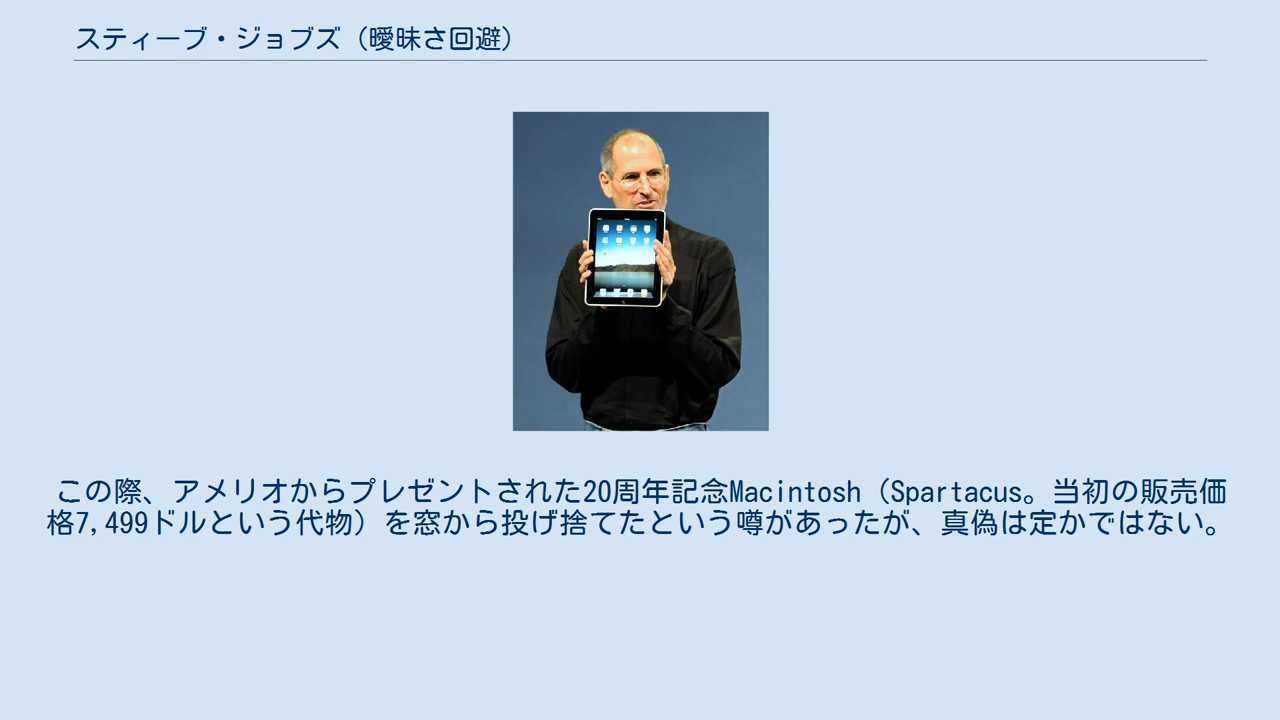 スティーブ・ジョブズ（曖昧さ回避）
この際、アメリオからプレゼントされた20周年記念Macintosh（Spartacus。当初の販売価
格7,499ドルという代物）を窓から投げ捨てたという噂があったが、真偽は定かではない。